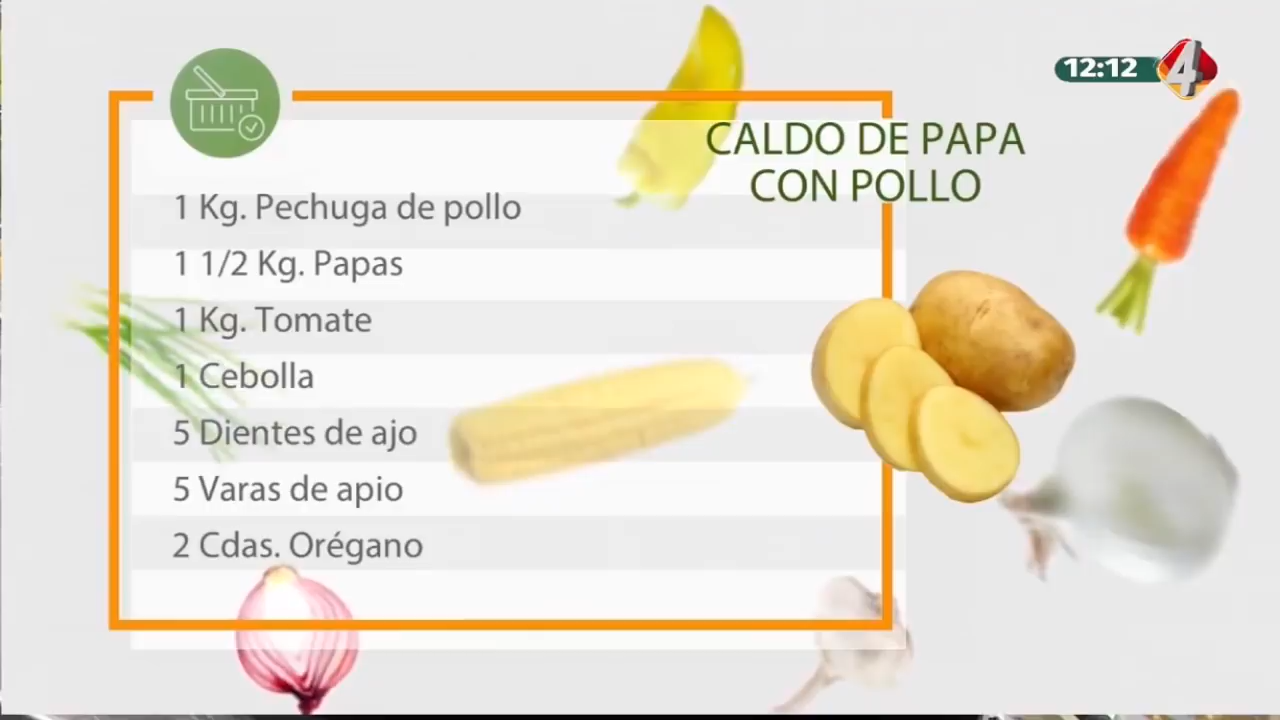 12:12 4
CALDO DE PAPA
CON POLLO
1 Kg. Pechuga de pollo
1 1/2 Kg. Papas
1 Kg. Tomate
1 Cebolla
5 Dientes de ajo
5 Varas de apio
2 Cdas. Orégano